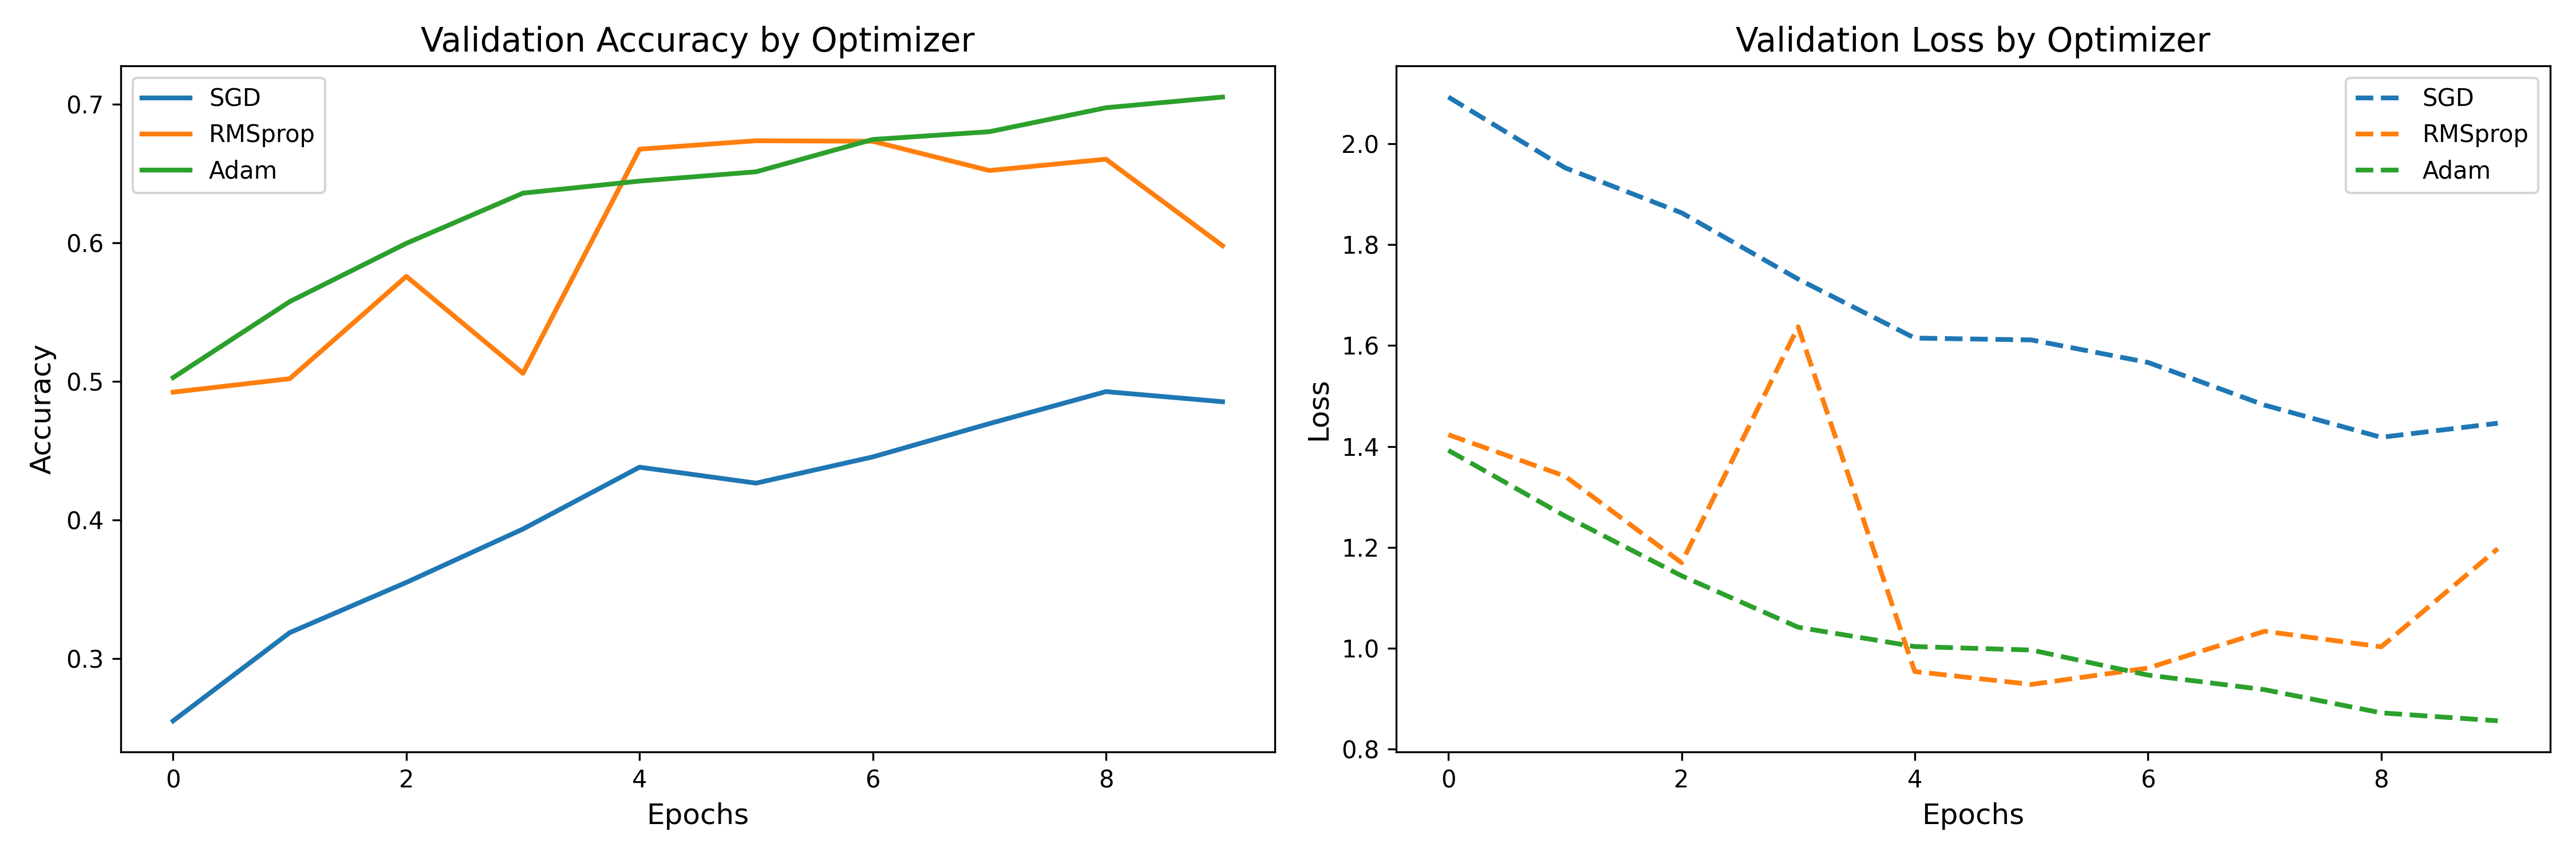 Validation Accuracy by Optimizer
SGD
RMSprop
Adam
0.7
0.6
0.5
0.4
0.3
Accuracy
0 2 4 6 8
Epochs
Validation Loss by Optimizer
SGD
RMSprop
Adam
2.0
1.8
1.6
1.4
1.2
1.0
0.8
Loss
0 2 4 6 8
Epochs